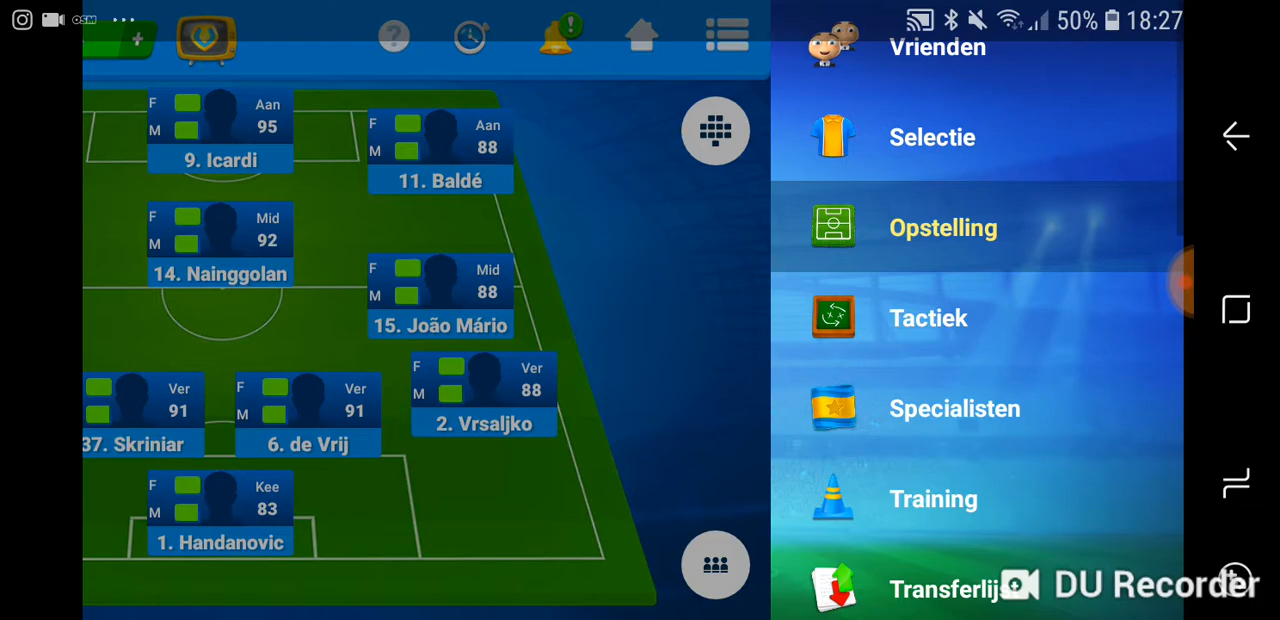 OSM
50% 18:27
F Aan
M 95
9. Icardi
F Aan
M 88
11. Baldé
F Mid
M 92
14. Nainggolan
F Mid
M 88
15. João Mário
Ver
91
37. Skriniar
F Ver
M 91
6. de Vrij
F Ver
M 88
2. Vrsaljko
F Kee
M 83
1. Handanovic
Vrienden
Selectie
Opstelling
Tactiek
Specialisten
Training
Transferlijst
DU Recorder